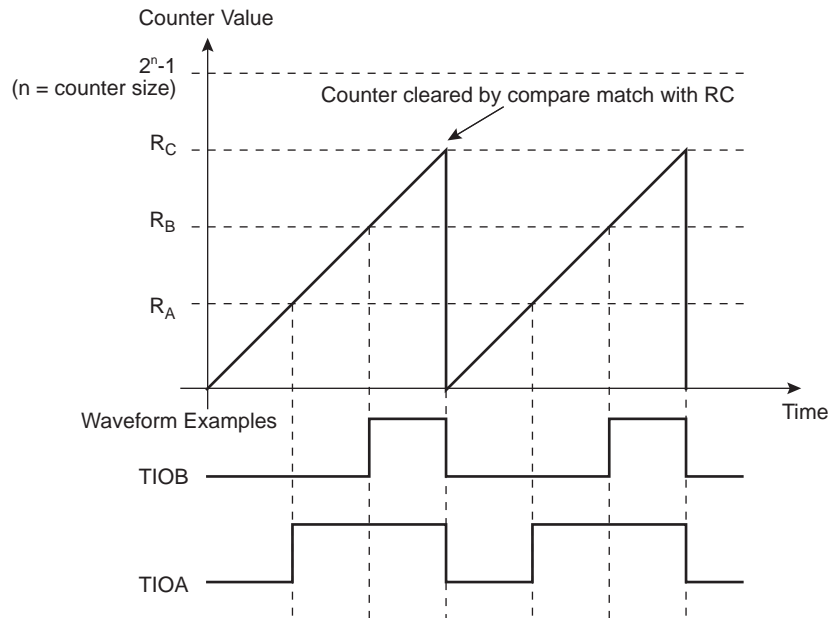 Counter Value
2ⁿ-1
(n = counter size)
Counter cleared by compare match with RC
R_C
R_B
R_A
Time
Waveform Examples
TIOB
TIOA